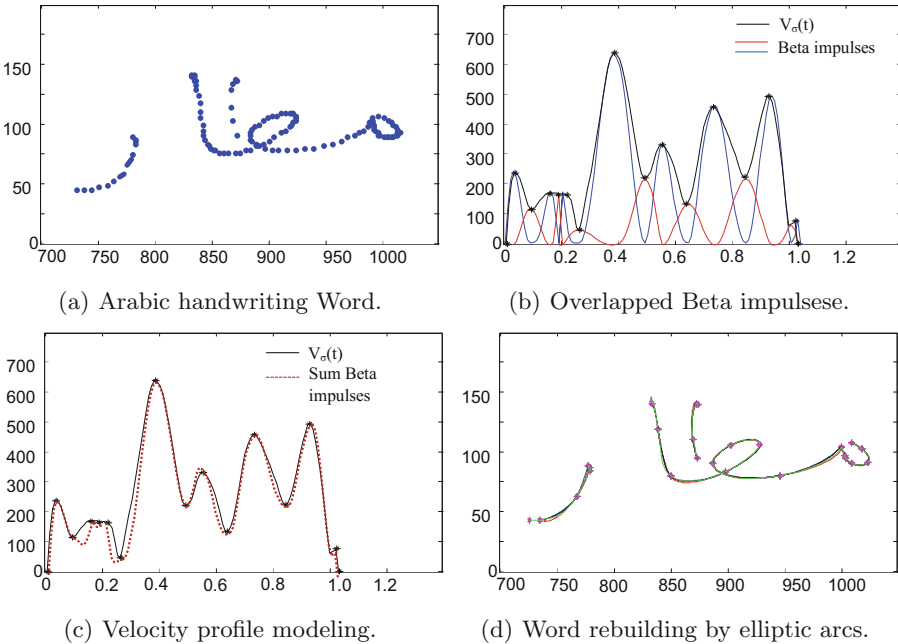 150
100
50
0
700 750 800 850 900 950 1000
(a) Arabic handwriting Word.
700
600
500
400
300
200
100
0
0 0.2 0.4 0.6 0.8 1.0 1.2
Vσ(t)
Beta impulses
(b) Overlapped Beta impulsese.
700
600
500
400
300
200
100
0
0 0.2 0.4 0.6 0.8 1.0 1.2
Vσ(t)
Sum Beta
impulses
(c) Velocity profile modeling.
150
100
50
0
700 750 800 850 900 950 1000
(d) Word rebuilding by elliptic arcs.